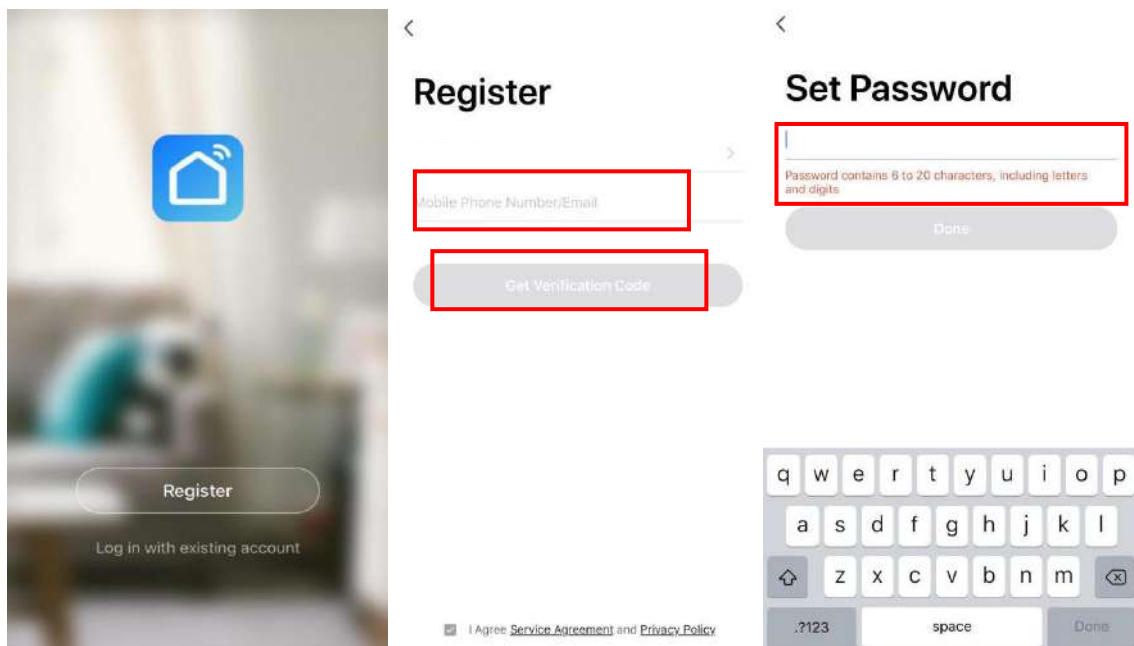 Register
Log in with existing account
Register
Mobile Phone Number/Email
Get Verification Code
I Agree Service Agreement and Privacy Policy
Set Password
Password contains 6 to 20 characters, including letters
and digits
Done
q w e r t y u i o p
a s d f g h j k l
z x c v b n m
.?123 space Done